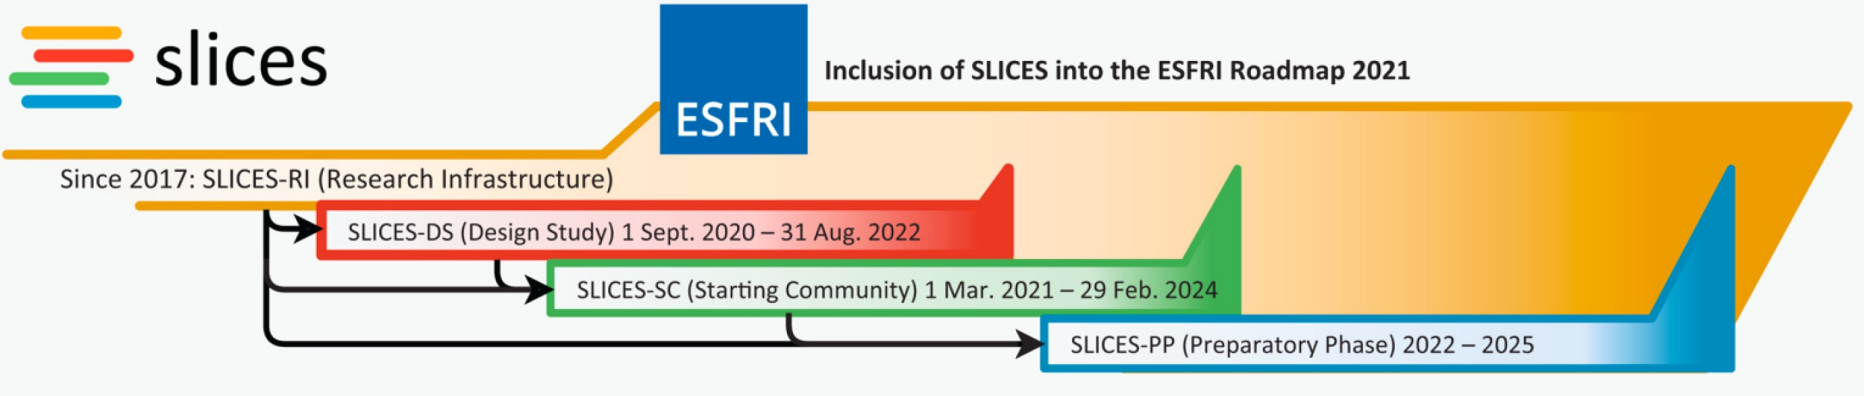 slices
ESFRI
Inclusion of SLICES into the ESFRI Roadmap 2021
Since 2017: SLICES-RI (Research Infrastructure)
SLICES-DS (Design Study) 1 Sept. 2020 – 31 Aug. 2022
SLICES-SC (Starting Community) 1 Mar. 2021 – 29 Feb. 2024
SLICES-PP (Preparatory Phase) 2022 – 2025